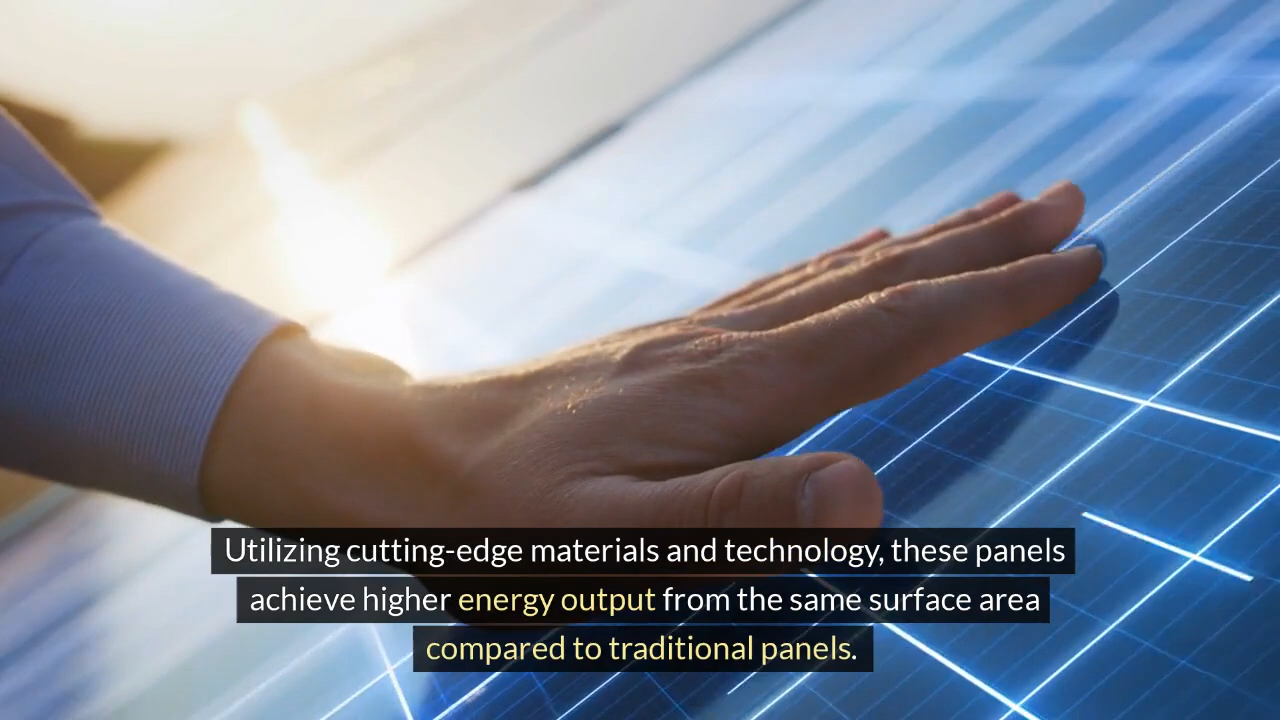 Utilizing cutting-edge materials and technology, these panels
achieve higher energy output from the same surface area
compared to traditional panels.